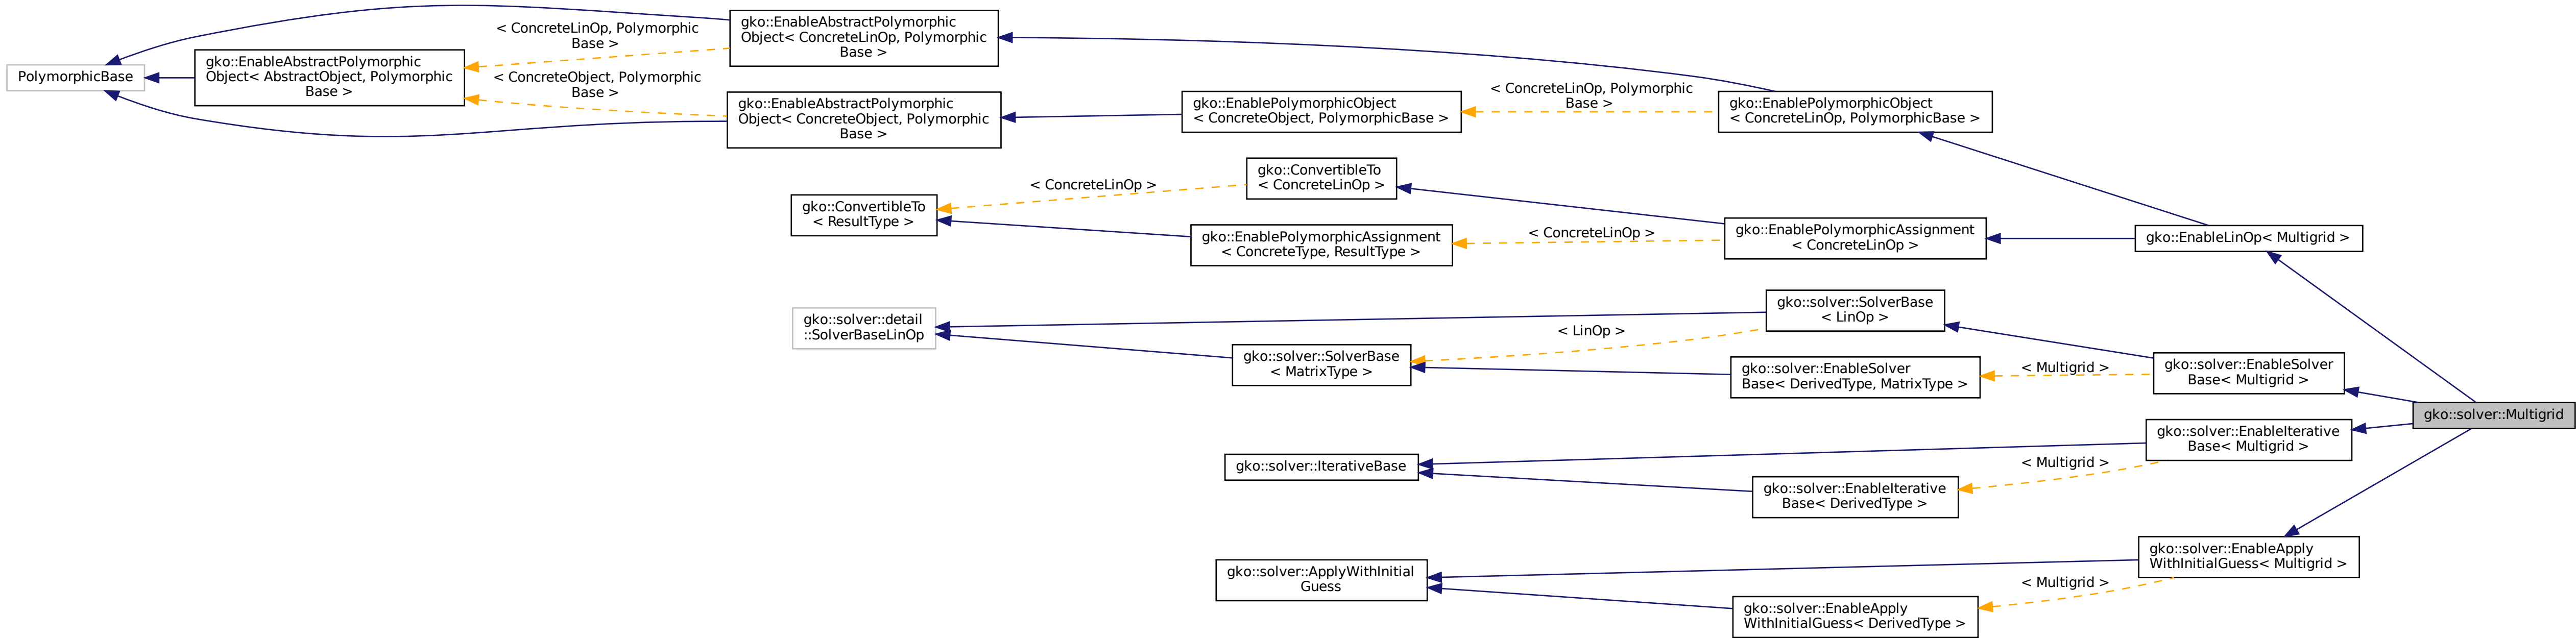 PolymorphicBase
gko::EnableAbstractPolymorphic
Object< AbstractObject, Polymorphic
Base >
< ConcreteLinOp, Polymorphic
Base >
< ConcreteObject, Polymorphic
Base >
gko::EnableAbstractPolymorphic
Object< ConcreteLinOp, Polymorphic
Base >
gko::EnableAbstractPolymorphic
Object< ConcreteObject, Polymorphic
Base >
gko::EnablePolymorphicObject
< ConcreteObject, PolymorphicBase >
< ConcreteLinOp, Polymorphic
Base >
gko::EnablePolymorphicObject
< ConcreteLinOp, PolymorphicBase >
gko::ConvertibleTo
< ResultType >
< ConcreteLinOp >
gko::ConvertibleTo
< ConcreteLinOp >
gko::EnablePolymorphicAssignment
< ConcreteType, ResultType >
< ConcreteLinOp >
gko::EnablePolymorphicAssignment
< ConcreteLinOp >
gko::EnableLinOp< Multigrid >
gko::solver::detail
::SolverBaseLinOp
gko::solver::SolverBase
< MatrixType >
< LinOp >
gko::solver::SolverBase
< LinOp >
gko::solver::EnableSolver
Base< DerivedType, MatrixType >
< Multigrid >
gko::solver::EnableSolver
Base< Multigrid >
gko::solver::Multigrid
gko::solver::IterativeBase
gko::solver::EnableIterative
Base< Multigrid >
< Multigrid >
gko::solver::EnableIterative
Base< DerivedType >
gko::solver::ApplyWithInitial
Guess
gko::solver::EnableApply
WithInitialGuess< Multigrid >
< Multigrid >
gko::solver::EnableApply
WithInitialGuess< DerivedType >